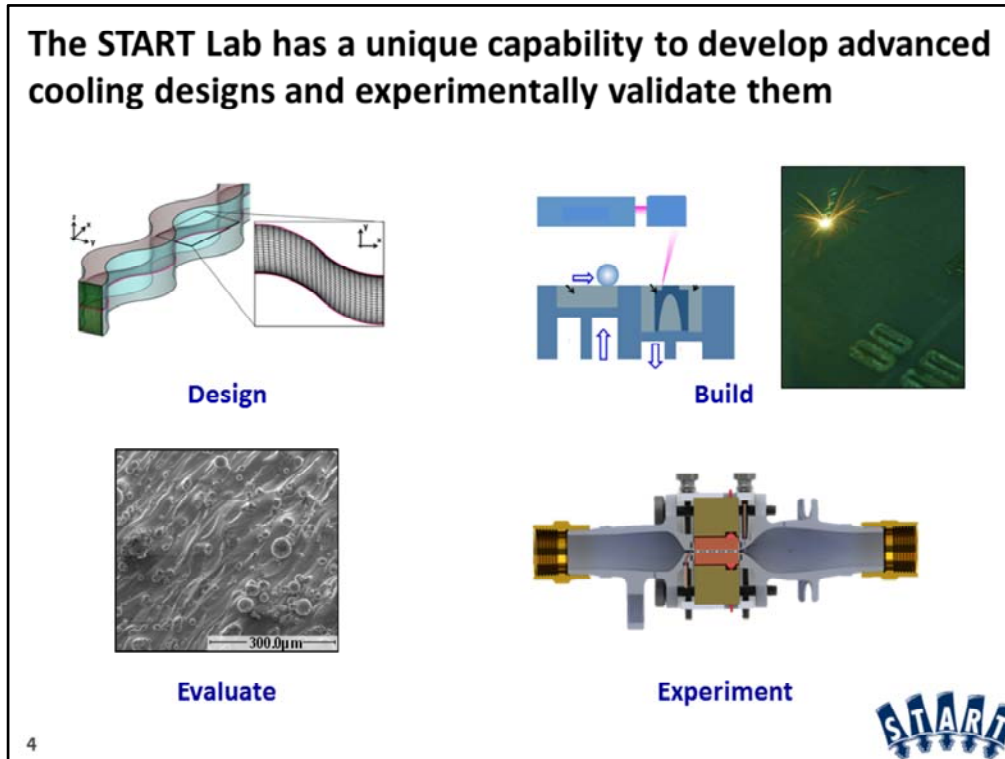 The START Lab has a unique capability to develop advanced
cooling designs and experimentally validate them
z
x
y
y
x
Design
Build
300.0µm
Evaluate
Experiment
START
4